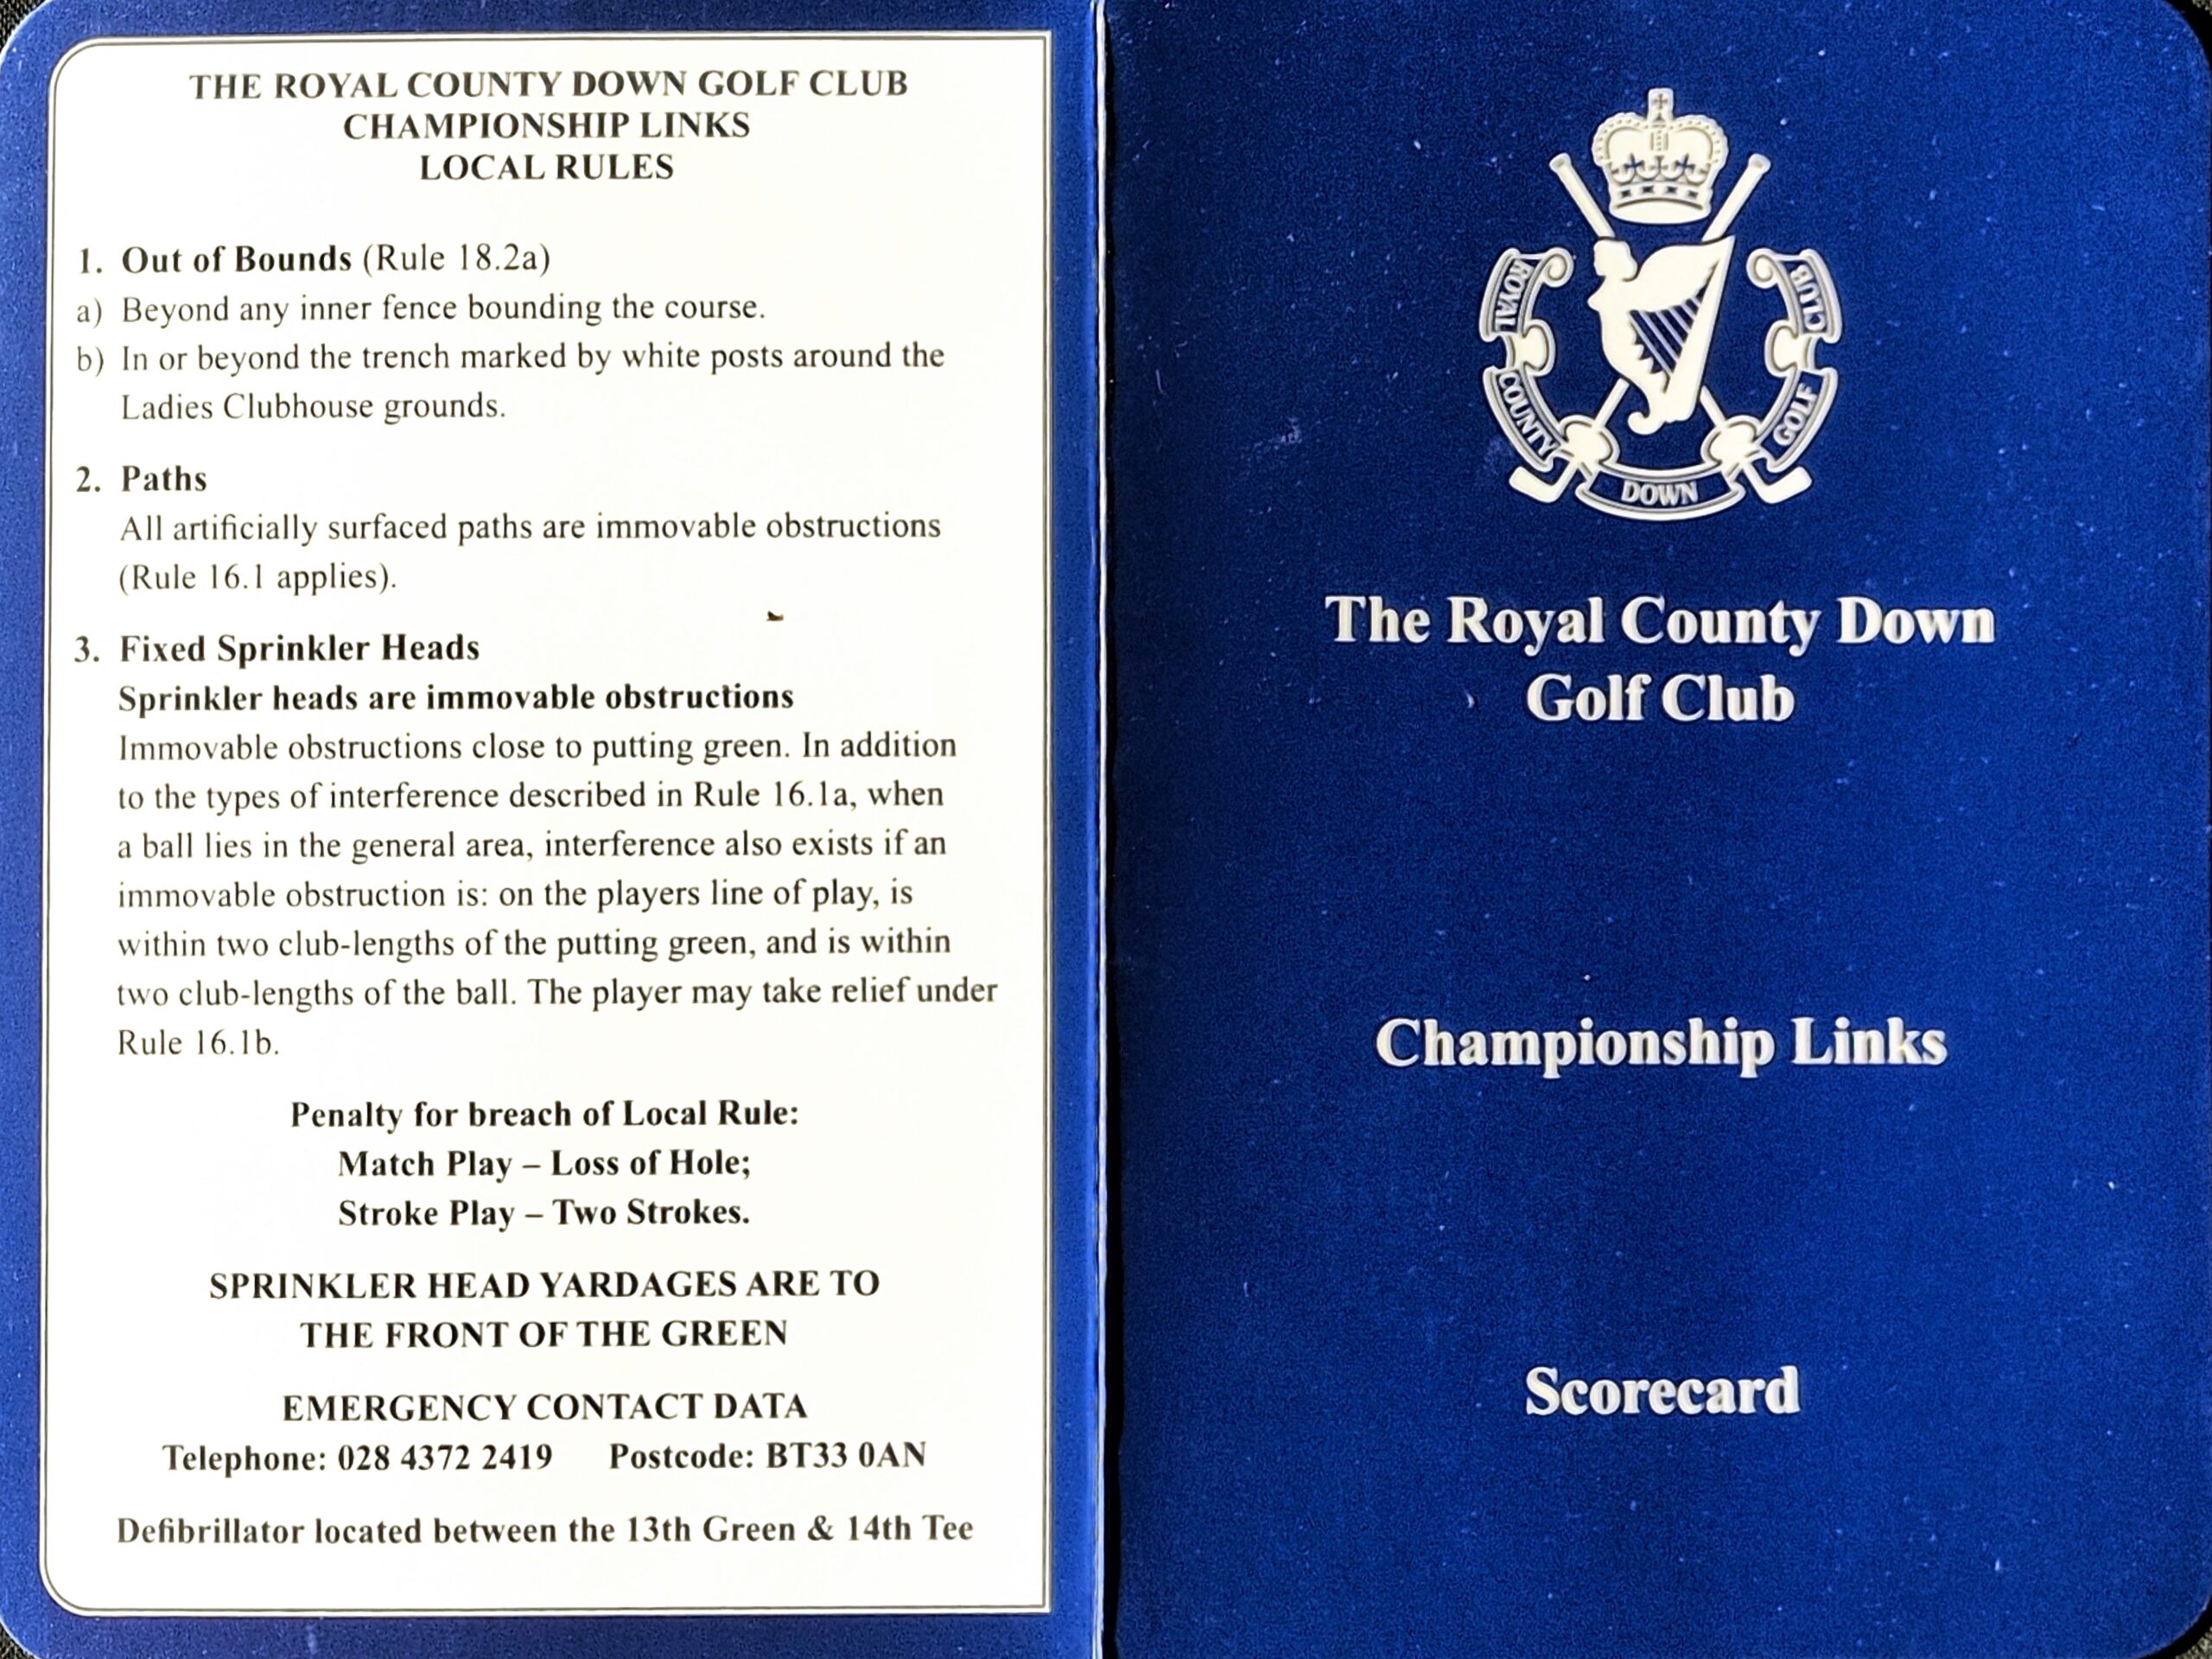 THE ROYAL COUNTY DOWN GOLF CLUB
CHAMPIONSHIP LINKS
LOCAL RULES
1. Out of Bounds (Rule 18.2a)
a) Beyond any inner fence bounding the course.
b) In or beyond the trench marked by white posts around the
Ladies Clubhouse grounds.
2. Paths
All artificially surfaced paths are immovable obstructions
(Rule 16.1 applies).
3. Fixed Sprinkler Heads
Sprinkler heads are immovable obstructions
Immovable obstructions close to putting green. In addition
to the types of interference described in Rule 16.1a, when
a ball lies in the general area, interference also exists if an
immovable obstruction is: on the players line of play, is
within two club-lengths of the putting green, and is within
two club-lengths of the ball. The player may take relief under
Rule 16.1b.
Penalty for breach of Local Rule:
Match Play – Loss of Hole;
Stroke Play – Two Strokes.
SPRINKLER HEAD YARDAGES ARE TO
THE FRONT OF THE GREEN
EMERGENCY CONTACT DATA
Telephone: 028 4372 2419 Postcode: BT33 0AN
Defibrillator located between the 13th Green & 14th Tee
ROYAL
COUNTY
DOWN
GOLF
CLUB
The Royal County Down
Golf Club
Championship Links
Scorecard